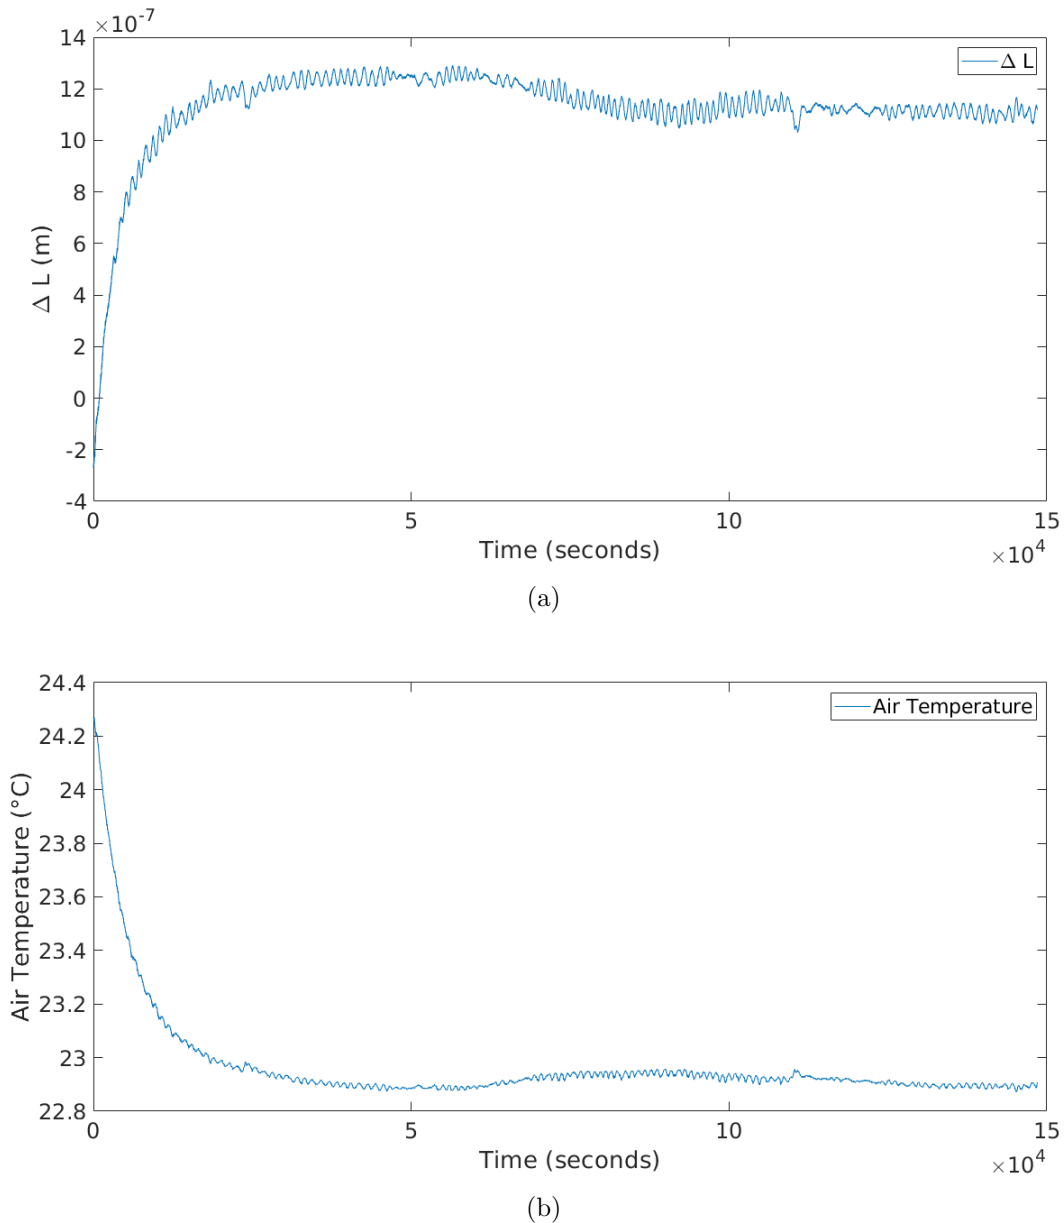 ×10-7
14
12
10
8
6
4
2
0
-2
-4
Δ L (m)
Δ L
0 5 10 15
Time (seconds)
×104
(a)
24.4
24.2
24
23.8
23.6
23.4
23.2
23
22.8
Air Temperature (°C)
Air Temperature
0 5 10 15
Time (seconds)
×104
(b)